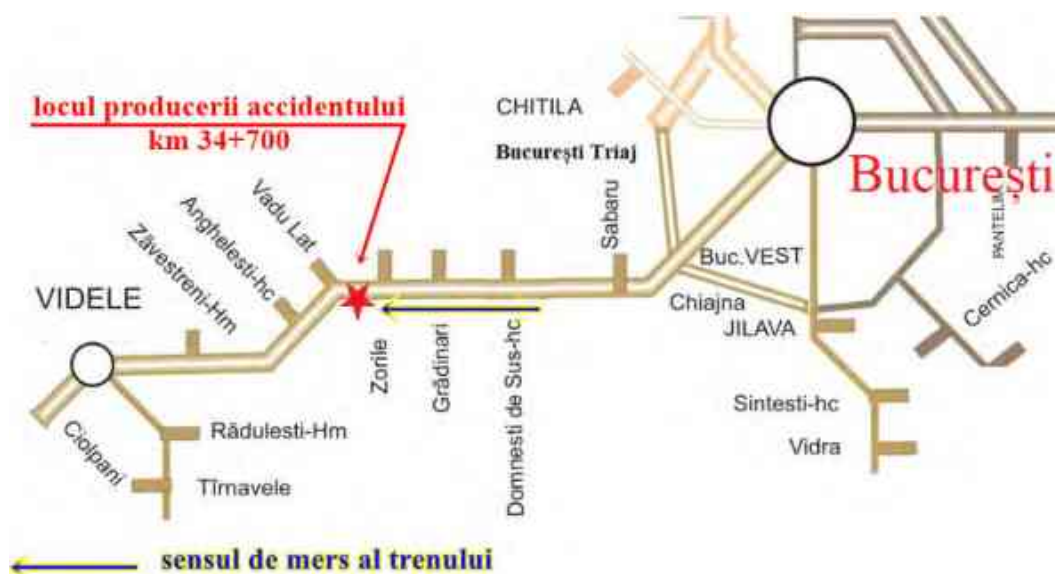 locul producerii accidentului
km 34+700
CHITILA
București Triaj
București
PANTELIM
Vadu Lat
Anghelesti-hc
Zăvestreni-Hm
VIDELE
Sabaru
Buc.VEST
Chiajna
JILAVA
Cernica-hc
Zorile
Grădinari
Domnesti de Sus-hc
Sintesti-hc
Vidra
Ciolpani
Rădulesti-Hm
Tîrnavele
sensul de mers al trenului